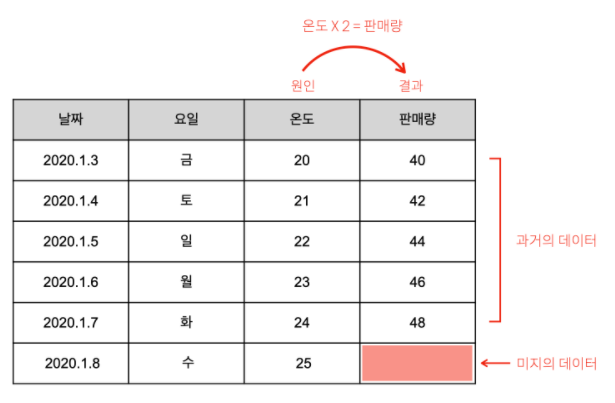 온도 X 2 = 판매량
원인 결과
날짜 요일 온도 판매량
2020.1.3 금 20 40
2020.1.4 토 21 42
2020.1.5 일 22 44
과거의 데이터
2020.1.6 월 23 46
2020.1.7 화 24 48
2020.1.8 수 25
미지의 데이터